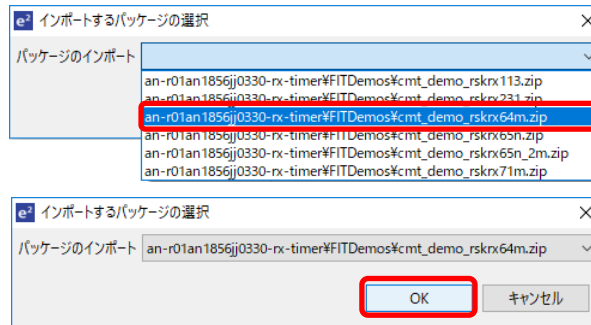 e² インポートするパッケージの選択
パッケージのインポート
an-r01an1856jj0330-rx-timer¥FITDemos¥cmt_demo_rskrx113.zip
an-r01an1856jj0330-rx-timer¥FITDemos¥cmt_demo_rskrx231.zip
an-r01an1856jj0330-rx-timer¥FITDemos¥cmt_demo_rskrx64m.zip
an-r01an1856jj0330-rx-timer¥FITDemos¥cmt_demo_rskrx65n.zip
an-r01an1856jj0330-rx-timer¥FITDemos¥cmt_demo_rskrx65n_2m.zip
an-r01an1856jj0330-rx-timer¥FITDemos¥cmt_demo_rskrx71m.zip
e² インポートするパッケージの選択
パッケージのインポート an-r01an1856jj0330-rx-timer¥FITDemos¥cmt_demo_rskrx64m.zip
OK キャンセル